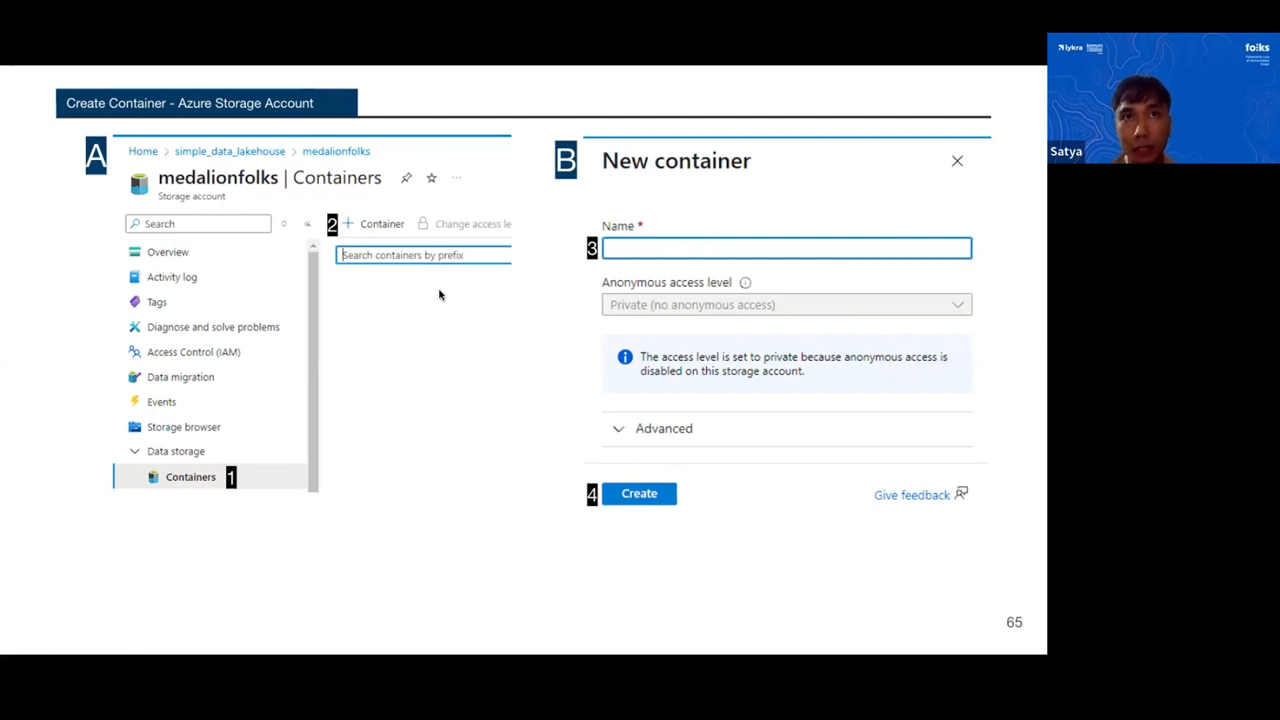 Create Container - Azure Storage Account
A
Home > simple_data_lakehouse > medalionfolks
medalionfolks | Containers
Storage account
Search
2
Container
Change access le
Search containers by prefix
Overview
Activity log
Tags
Diagnose and solve problems
Access Control (IAM)
Data migration
Events
Storage browser
Data storage
Containers 1
B
New container
Name *
3
Anonymous access level
Private (no anonymous access)
The access level is set to private because anonymous access is
disabled on this storage account.
Advanced
4
Create
Give feedback
65
iykra
fo:ks
Satya